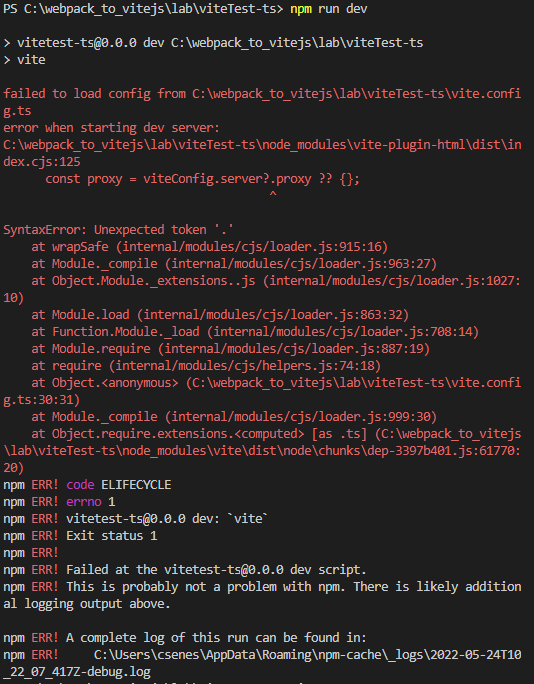 PS C:\webpack_to_vitejs\lab\viteTest-ts> npm run dev
> vitetest-ts@0.0.0 dev C:\webpack_to_vitejs\lab\viteTest-ts
> vite
failed to load config from C:\webpack_to_vitejs\lab\viteTest-ts\vite.confi
g.ts
error when starting dev server:
C:\webpack_to_vitejs\lab\viteTest-ts\node_modules\vite-plugin-html\dist\in
dex.cjs:125
const proxy = viteConfig.server?.proxy ?? {};
^
SyntaxError: Unexpected token '.'
at wrapSafe (internal/modules/cjs/loader.js:915:16)
at Module._compile (internal/modules/cjs/loader.js:963:27)
at Object.Module._extensions..js (internal/modules/cjs/loader.js:1027:
10)
at Module.load (internal/modules/cjs/loader.js:863:32)
at Function.Module._load (internal/modules/cjs/loader.js:708:14)
at Module.require (internal/modules/cjs/loader.js:887:19)
at require (internal/modules/cjs/helpers.js:74:18)
at Object.<anonymous> (C:\webpack_to_vitejs\lab\viteTest-ts\vite.confi
g.ts:30:31)
at Module._compile (internal/modules/cjs/loader.js:999:30)
at Object.require.extensions.<computed> [as .ts] (C:\webpack_to_vitejs
\lab\viteTest-ts\node_modules\vite\dist\node\chunks\dep-3397b401.js:61770:
20)
npm ERR! code ELIFECYCLE
npm ERR! errno 1
npm ERR! vitetest-ts@0.0.0 dev: `vite`
npm ERR! Exit status 1
npm ERR!
npm ERR! Failed at the vitetest-ts@0.0.0 dev script.
npm ERR! This is probably not a problem with npm. There is likely addition
al logging output above.
npm ERR! A complete log of this run can be found in:
npm ERR!     C:\Users\csenes\AppData\Roaming\npm-cache\_logs\2022-05-24T10
_22_07_417Z-debug.log